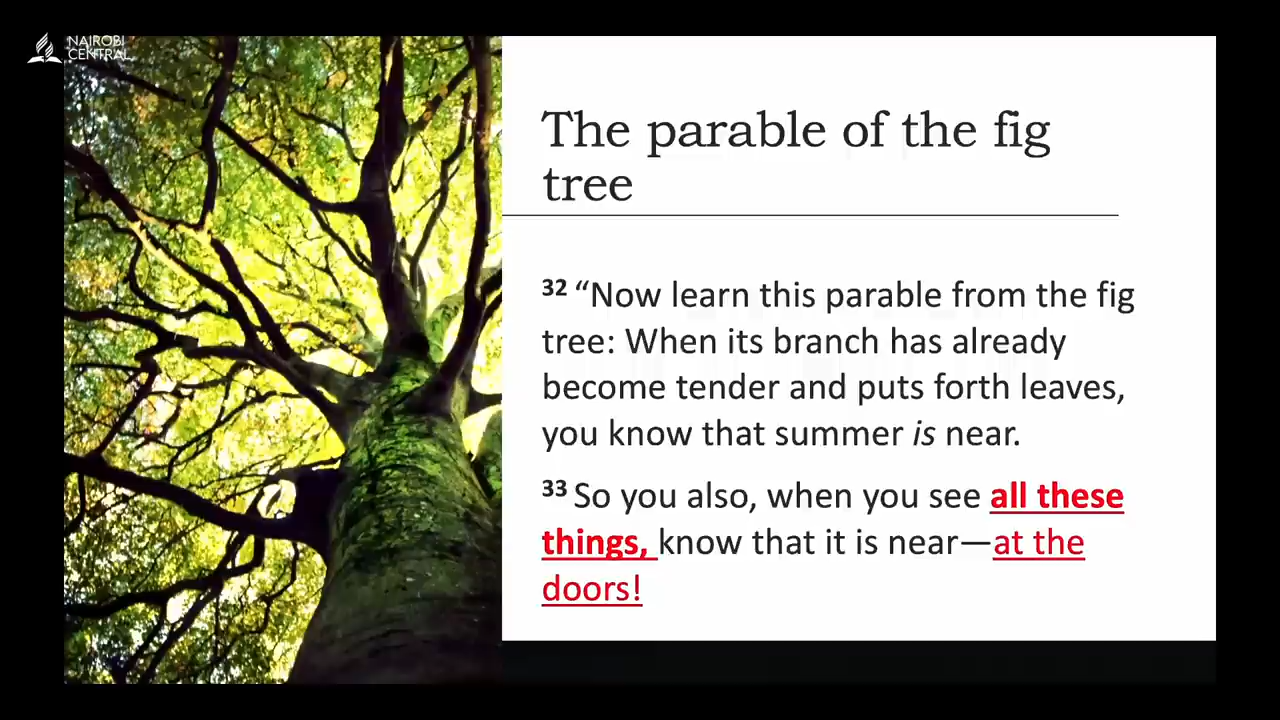 NAIROBI
CENTRAL
The parable of the fig
tree
32 “Now learn this parable from the fig
tree: When its branch has already
become tender and puts forth leaves,
you know that summer is near.
33 So you also, when you see all these
things, know that it is near—at the
doors!